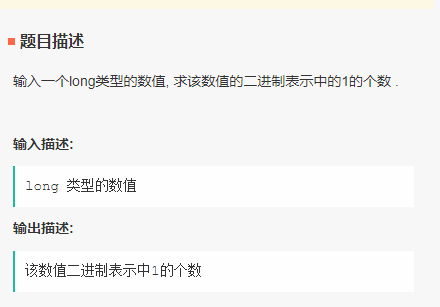 题目描述
输入一个long类型的数值, 求该数值的二进制表示中的1的个数 .
输入描述:
long 类型的数值
输出描述:
该数值二进制表示中1的个数